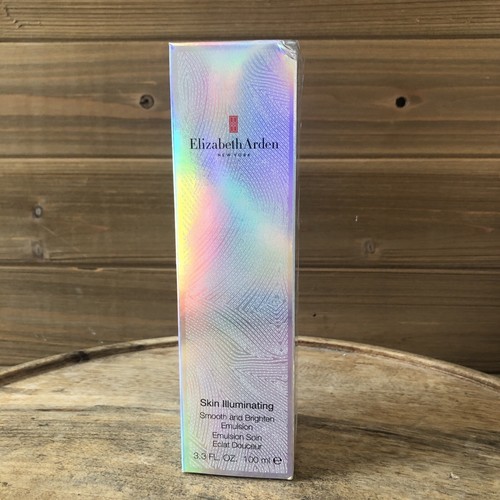 ElizabethArden
NEW YORK
Skin Illuminating
Smooth and Brighten
Emulsion
Emulsion Soin
Éclat Douceur
3.3 FL. OZ. 100 ml ℮